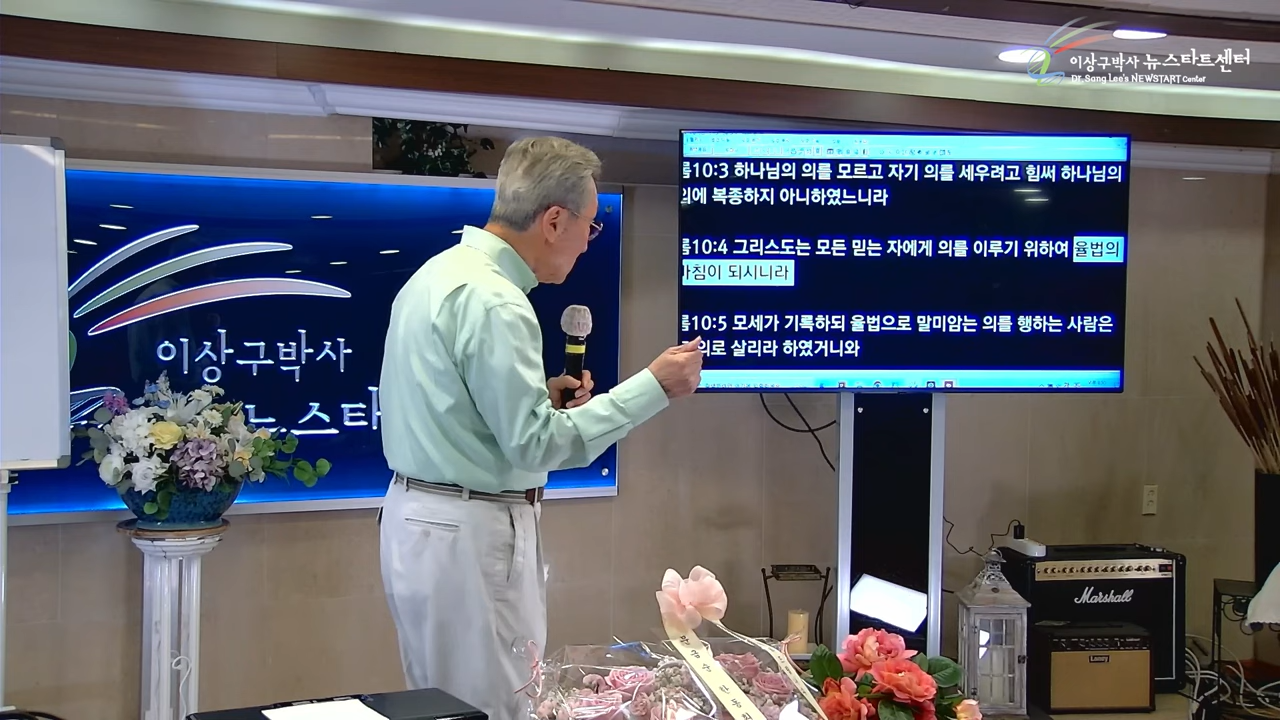 이상구박사 뉴스타트센터
Dr. Sang Lee's NEWSTART Center
롬10:3 하나님의 의를 모르고 자기 의를 세우려고 힘써 하나님의
의에 복종하지 아니하였느니라
롬10:4 그리스도는 모든 믿는 자에게 의를 이루기 위하여 율법의
마침이 되시니라
롬10:5 모세가 기록하되 율법으로 말미암는 의를 행하는 사람은
의로 살리라 하였거니와
이상구박사
뉴스타
Marshall
Laney